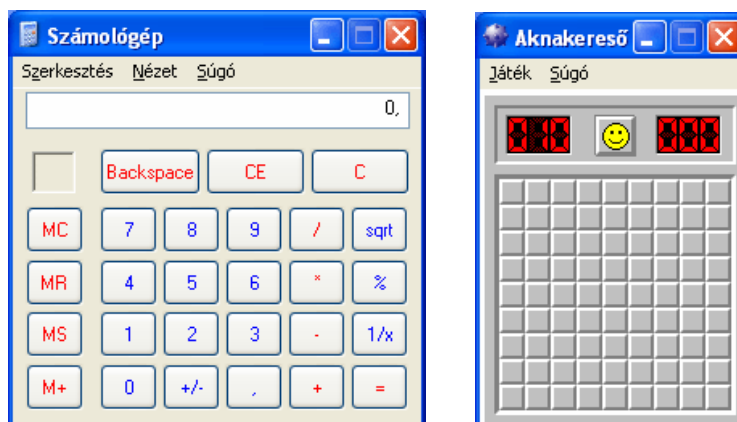 Számológép
Szerkesztés Nézet Súgó
0,
Backspace CE C
MC 7 8 9 / sqrt
MR 4 5 6 * %
MS 1 2 3 - 1/x
M+ 0 +/- , + =
Aknakereső
Játék Súgó